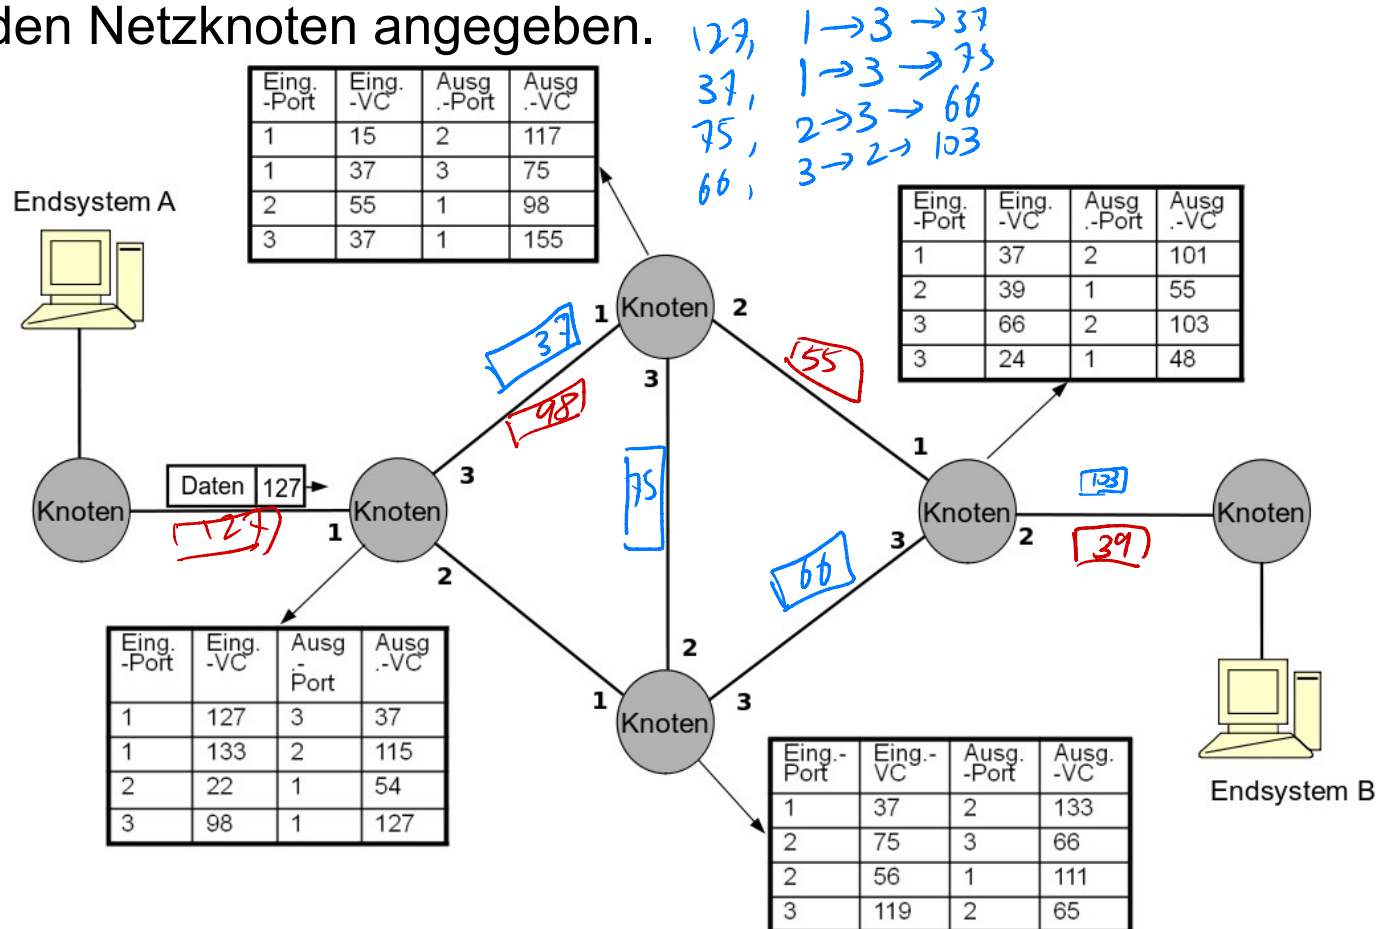 den Netzknoten angegeben.
127, 1→3→37
37, 1→3→75
75, 2→3→66
66, 3→2→103
Eing.-Port Eing.-VC Ausg.-Port Ausg.-VC
1 15 2 117
1 37 3 75
2 55 1 98
3 37 1 155
Endsystem A
Eing.-Port Eing.-VC Ausg.-Port Ausg.-VC
1 37 2 101
2 39 1 55
3 66 2 103
3 24 1 48
Knoten
1
2
3
37
98
55
75
Knoten
Daten 127
127
Knoten
1
3
2
66
Knoten
1
3
2
103
39
Knoten
Knoten
2
1
3
Eing.-Port Eing.-VC Ausg.-Port Ausg.-VC
1 127 3 37
1 133 2 115
2 22 1 54
3 98 1 127
Eing.-Port Eing.-VC Ausg.-Port Ausg.-VC
1 37 2 133
2 75 3 66
2 56 1 111
3 119 2 65
Endsystem B